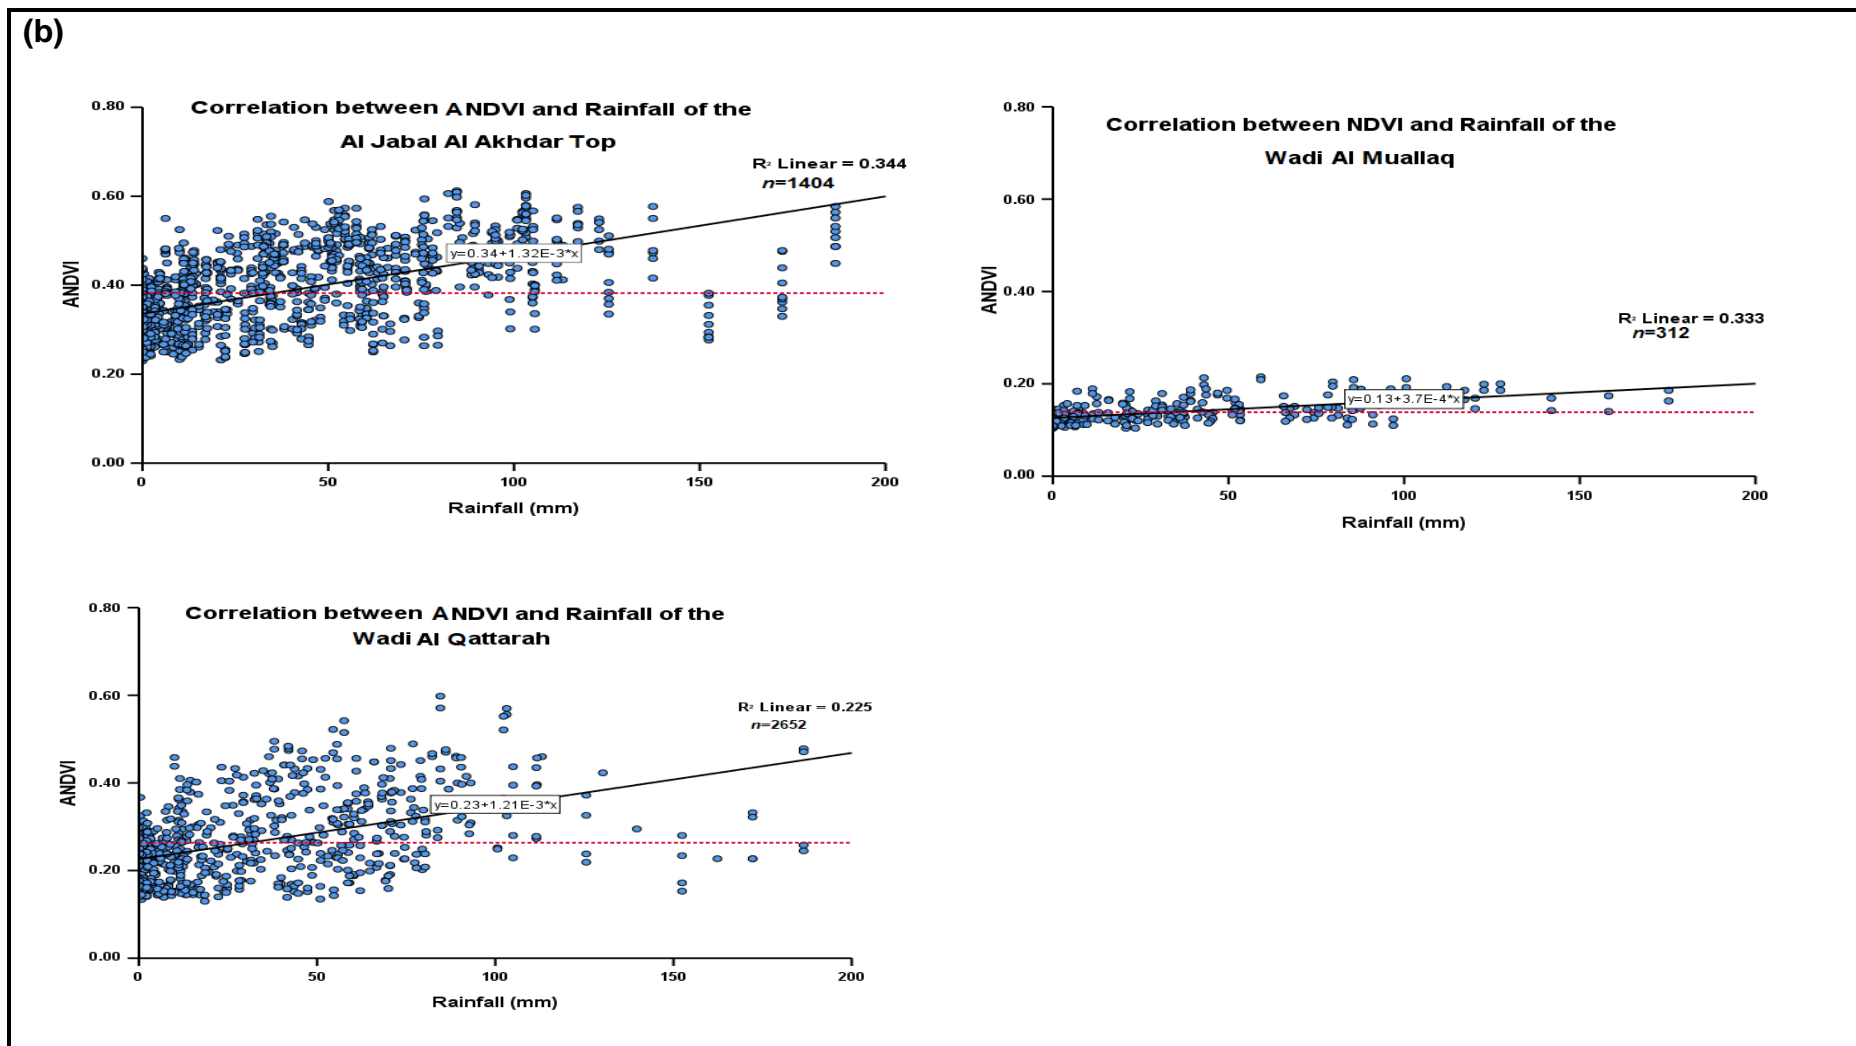 (b)
Correlation between ANDVI and Rainfall of the
Al Jabal Al Akhdar Top
R² Linear = 0.344
n=1404
0.80
0.60
0.40
0.20
0.00
ANDVI
y=0.34+1.32E-3*x
0
50
100
150
200
Rainfall (mm)
Correlation between NDVI and Rainfall of the
Wadi Al Muallaq
R² Linear = 0.333
n=312
0.80
0.60
0.40
0.20
0.00
ANDVI
y=0.13+3.7E-4*x
0
50
100
150
200
Rainfall (mm)
Correlation between ANDVI and Rainfall of the
Wadi Al Qattarah
R² Linear = 0.225
n=2652
0.80
0.60
0.40
0.20
0.00
ANDVI
y=0.23+1.21E-3*x
0
50
100
150
200
Rainfall (mm)